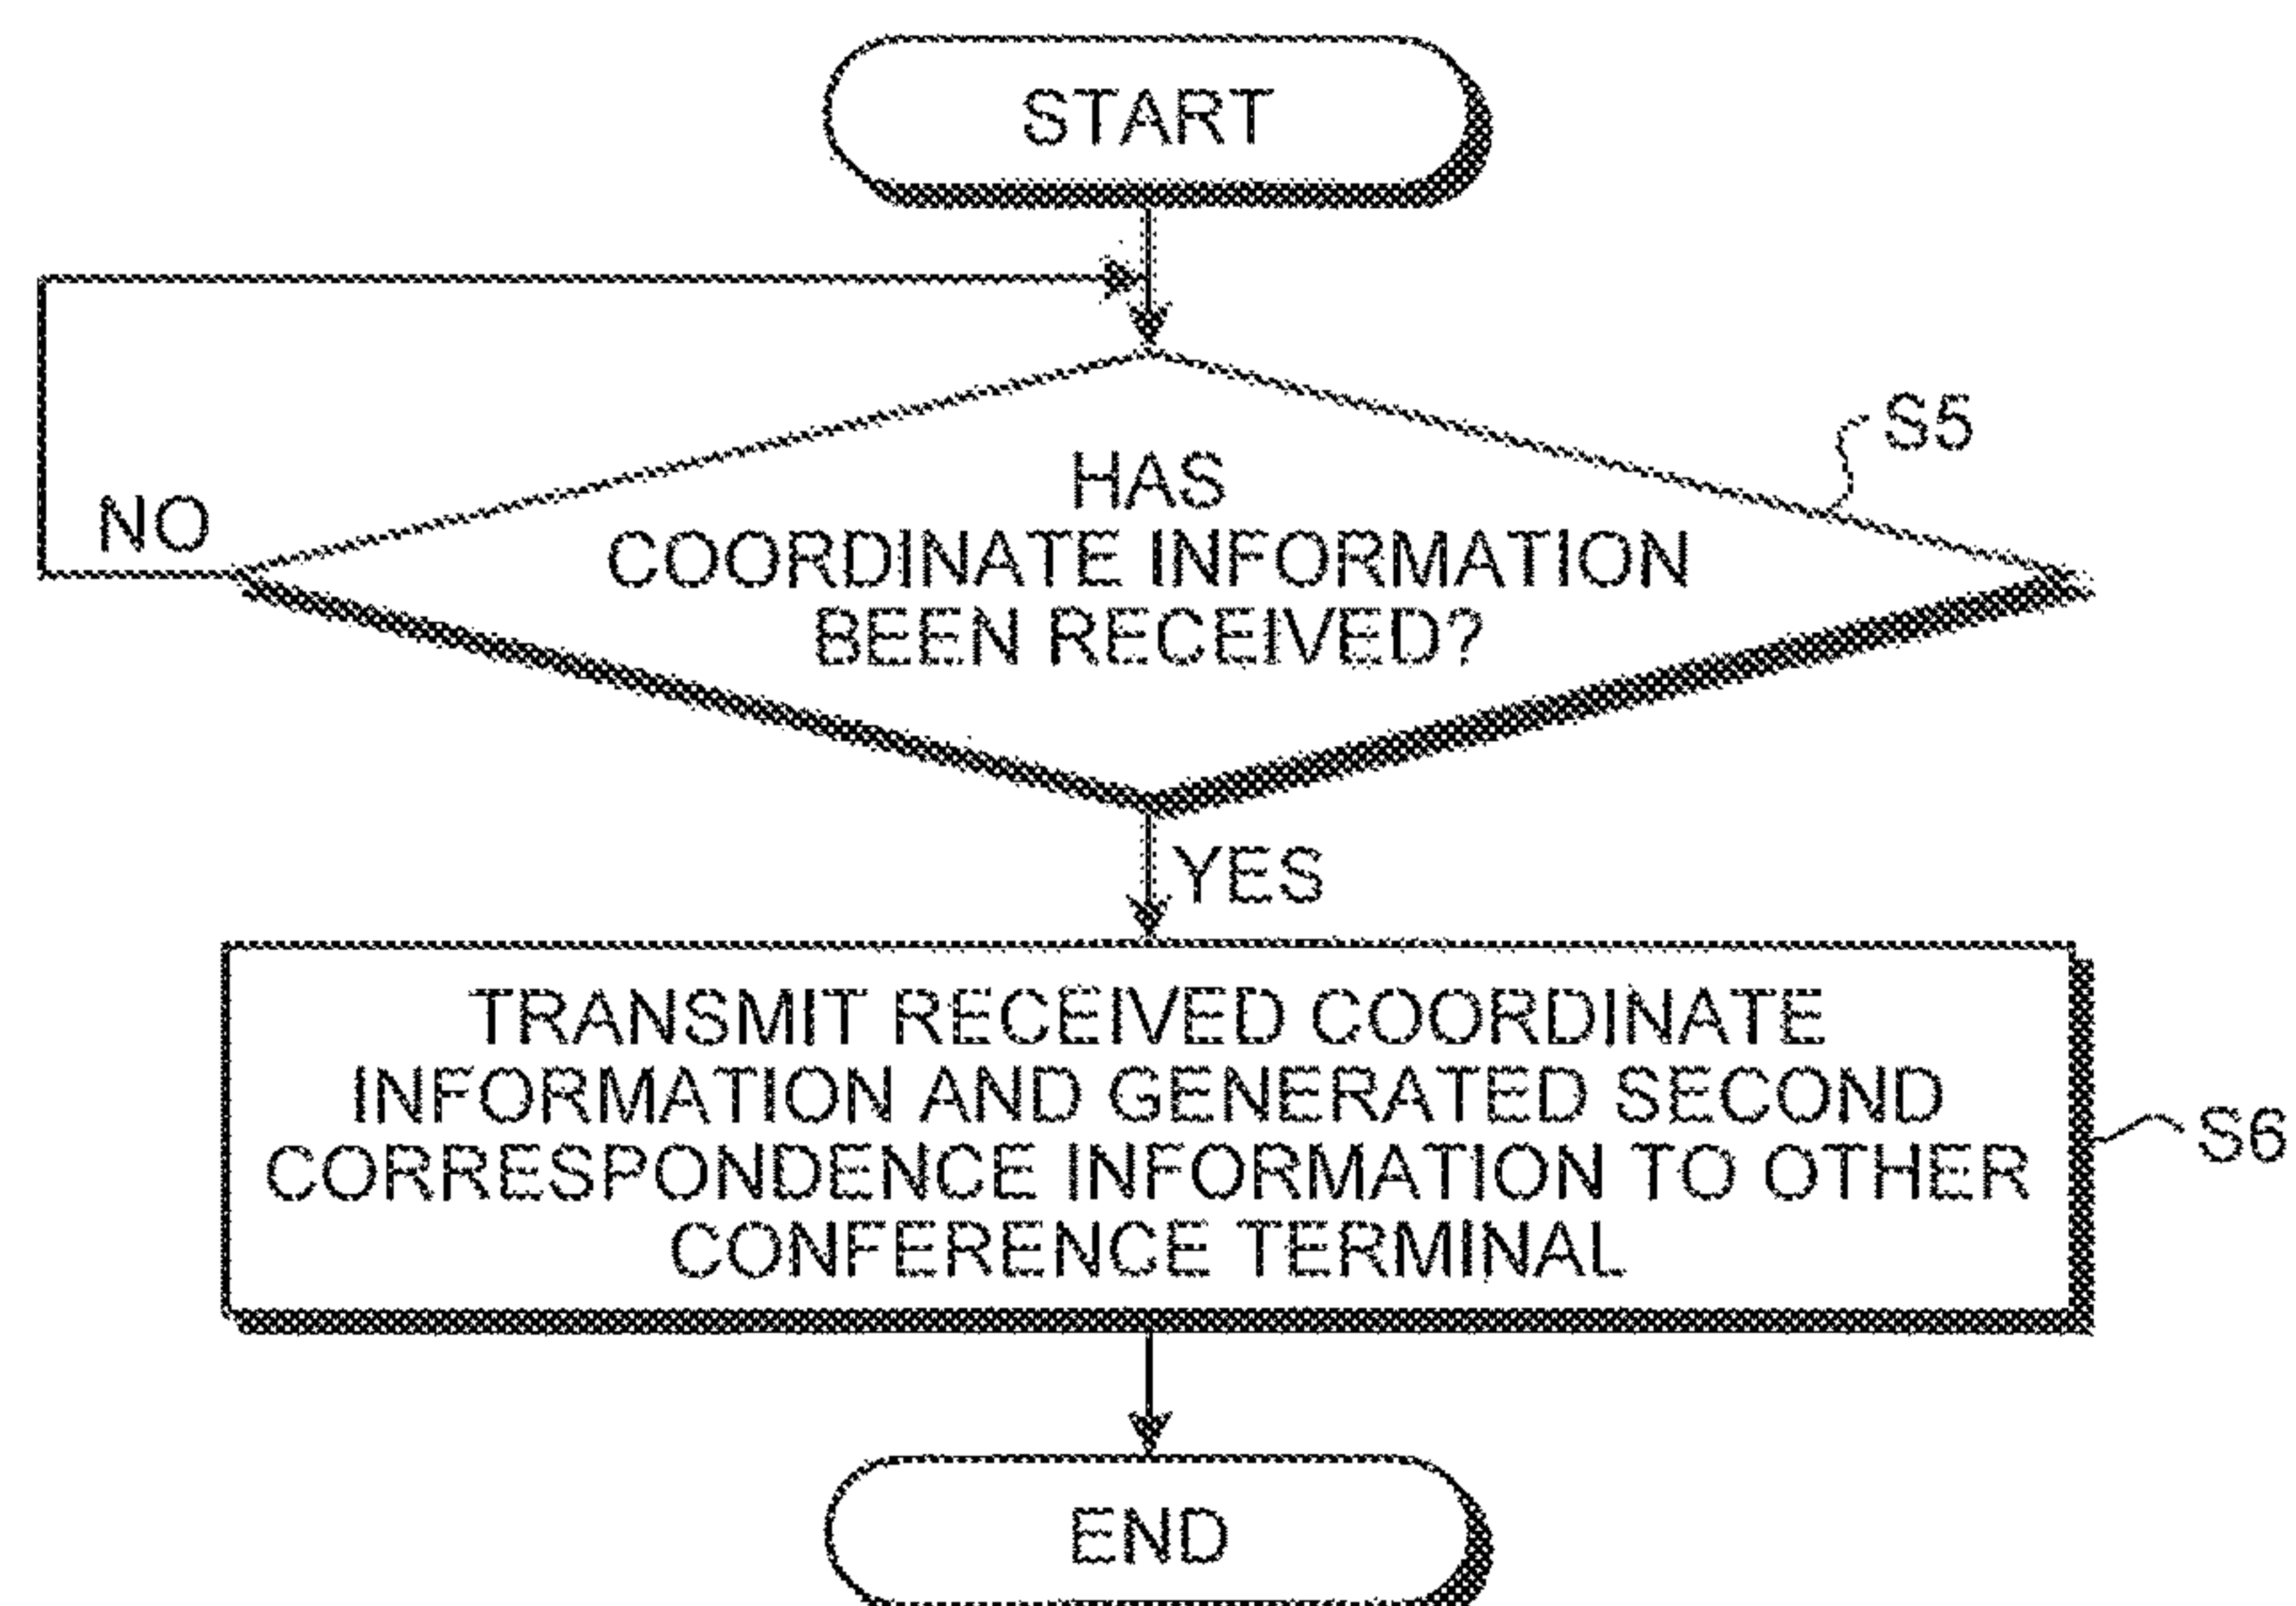 START
HAS
COORDINATE INFORMATION
BEEN RECEIVED?
S5
NO
YES
TRANSMIT RECEIVED COORDINATE
INFORMATION AND GENERATED SECOND
CORRESPONDENCE INFORMATION TO OTHER
CONFERENCE TERMINAL
S6
END